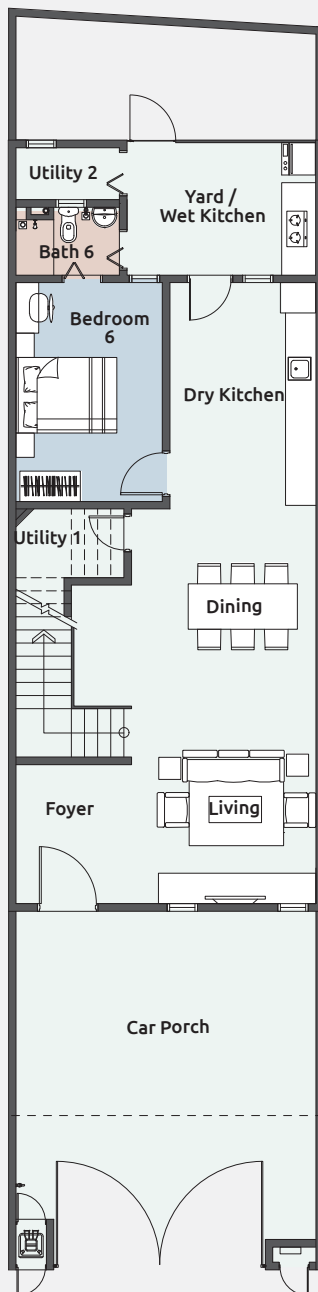 Utility 2
Yard /
Wet Kitchen
Bath 6
Bedroom
6
Dry Kitchen
Utility 1
Dining
Living
Foyer
Car Porch